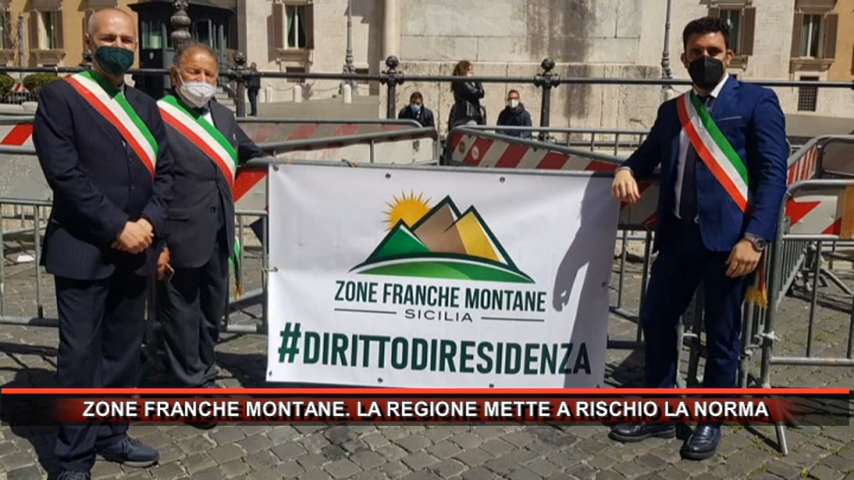 ZONE FRANCHE MONTANE
SICILIA
#DIRITTODIRESIDENZA
ZONE FRANCHE MONTANE. LA REGIONE METTE A RISCHIO LA NORMA